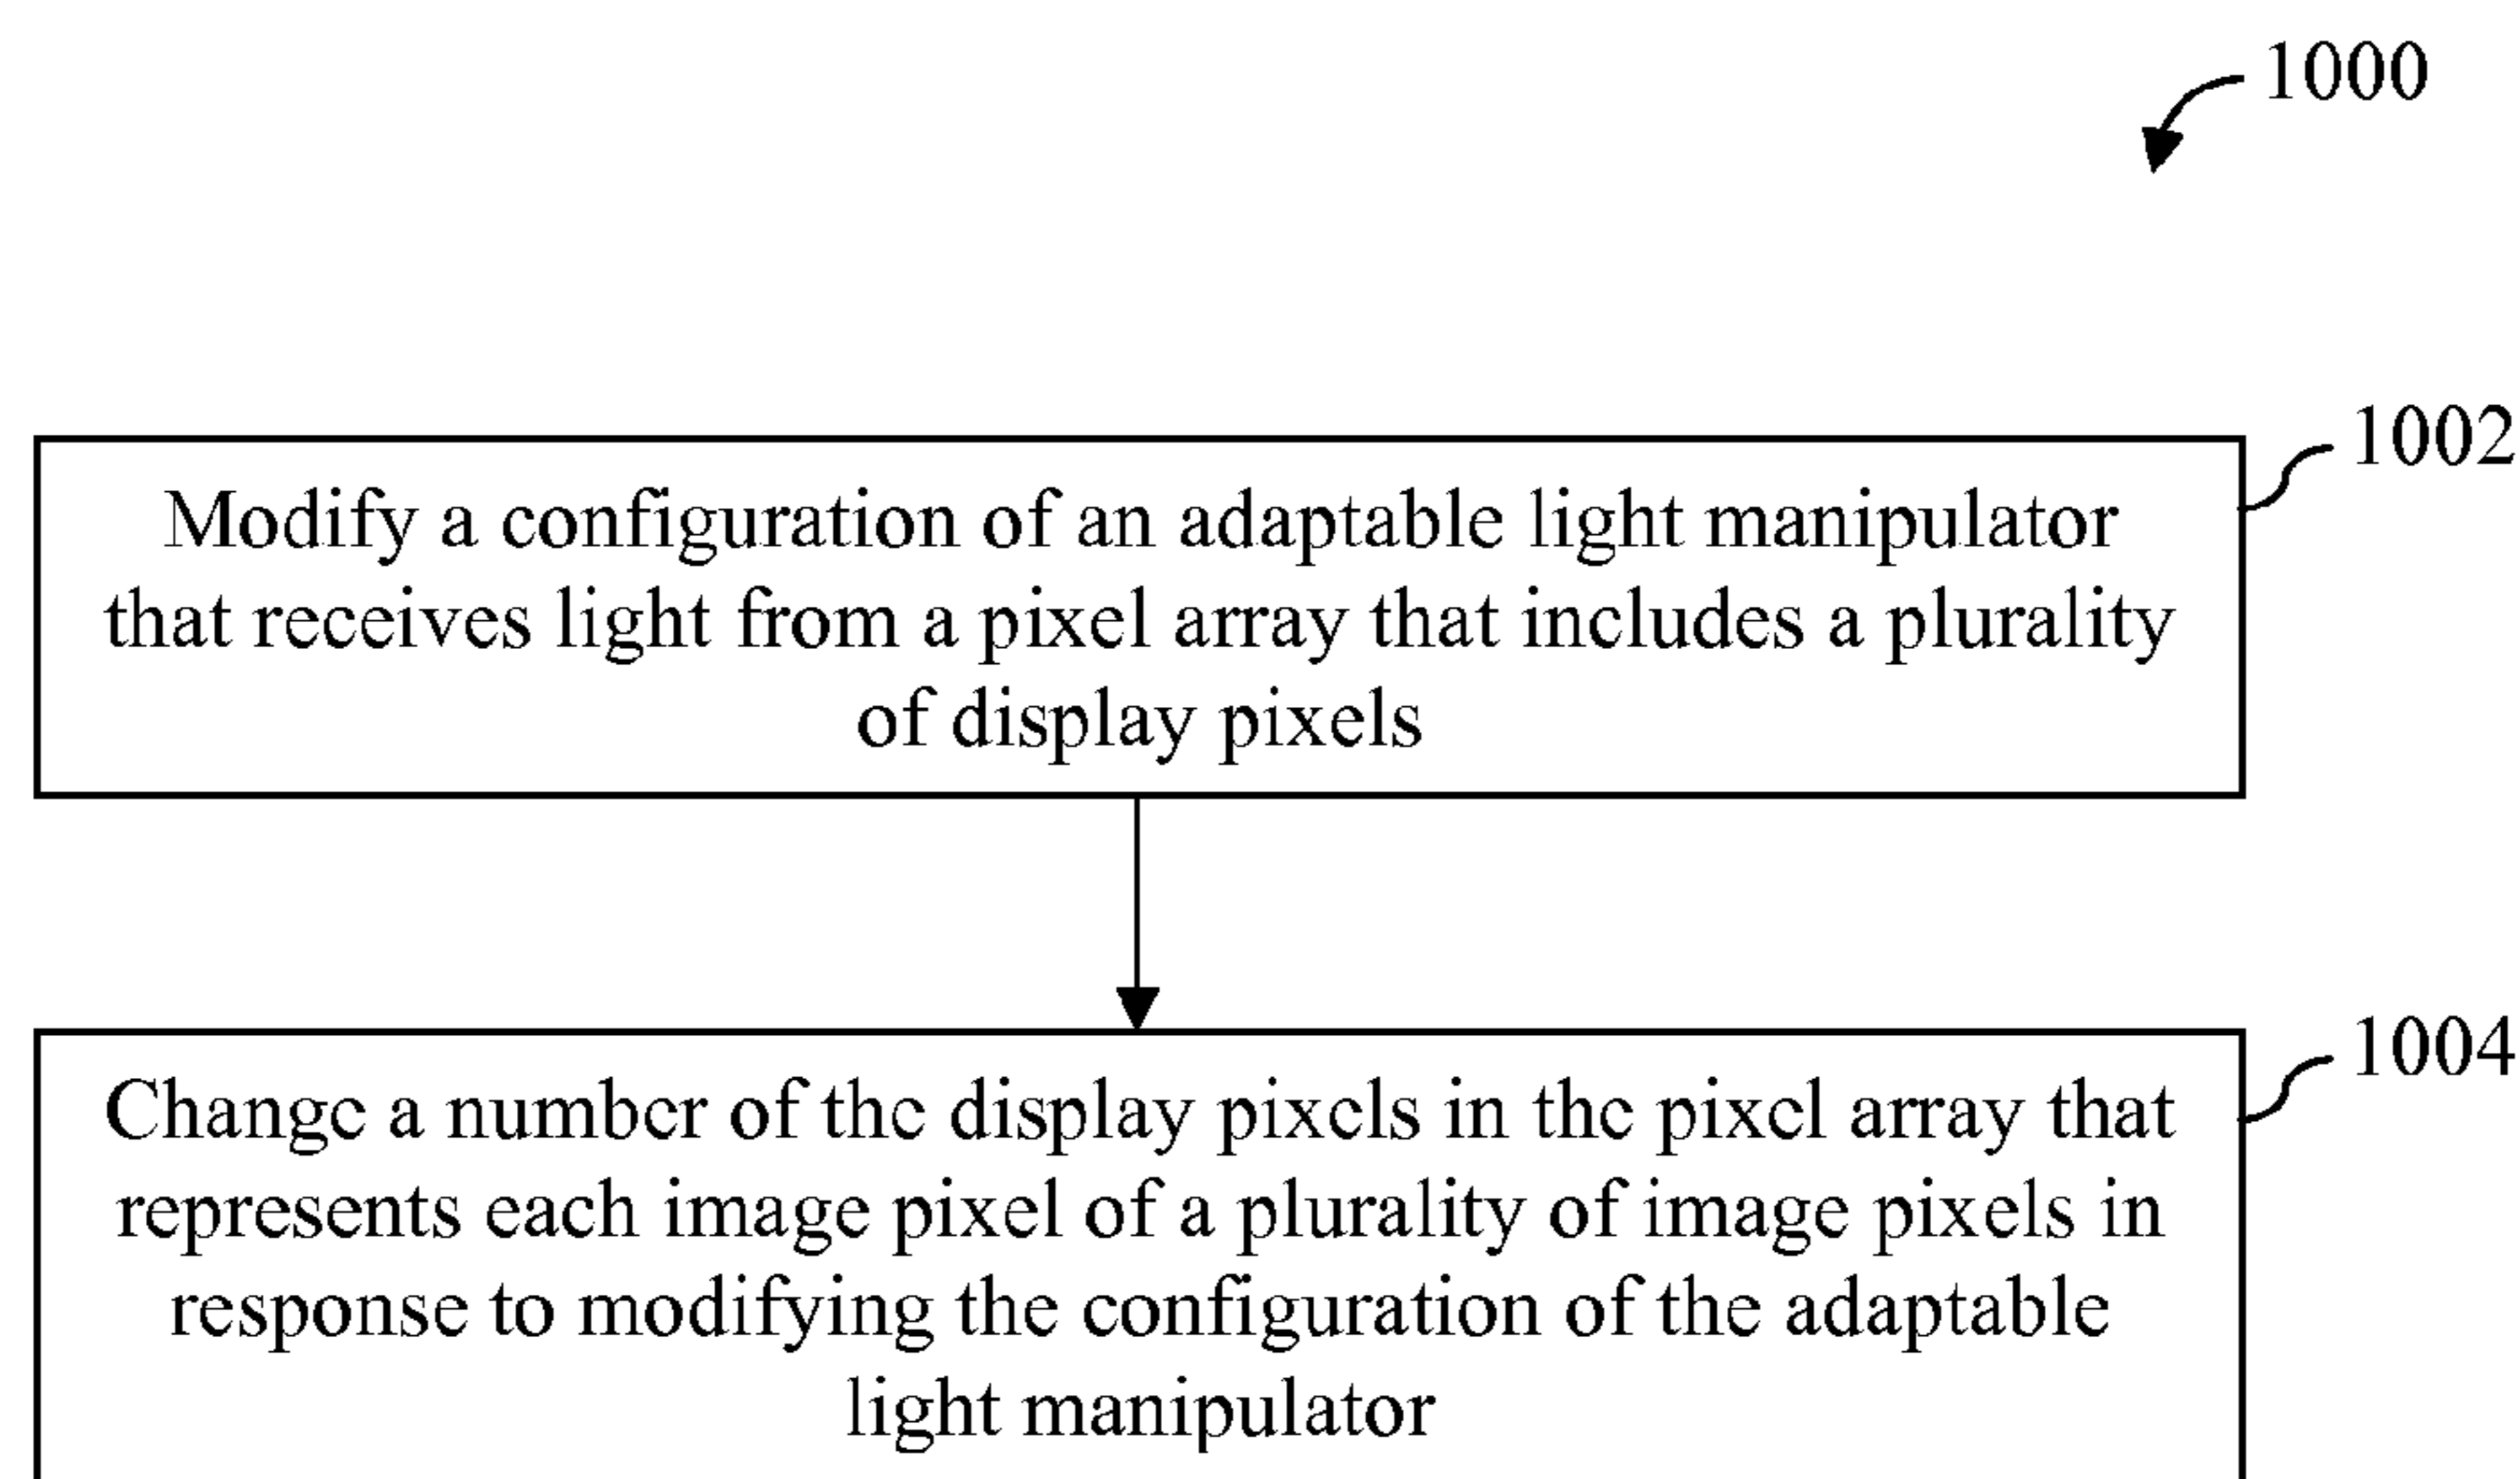 1000
1002
Modify a configuration of an adaptable light manipulator
that receives light from a pixel array that includes a plurality
of display pixels
1004
Change a number of the display pixels in the pixel array that
represents each image pixel of a plurality of image pixels in
response to modifying the configuration of the adaptable
light manipulator